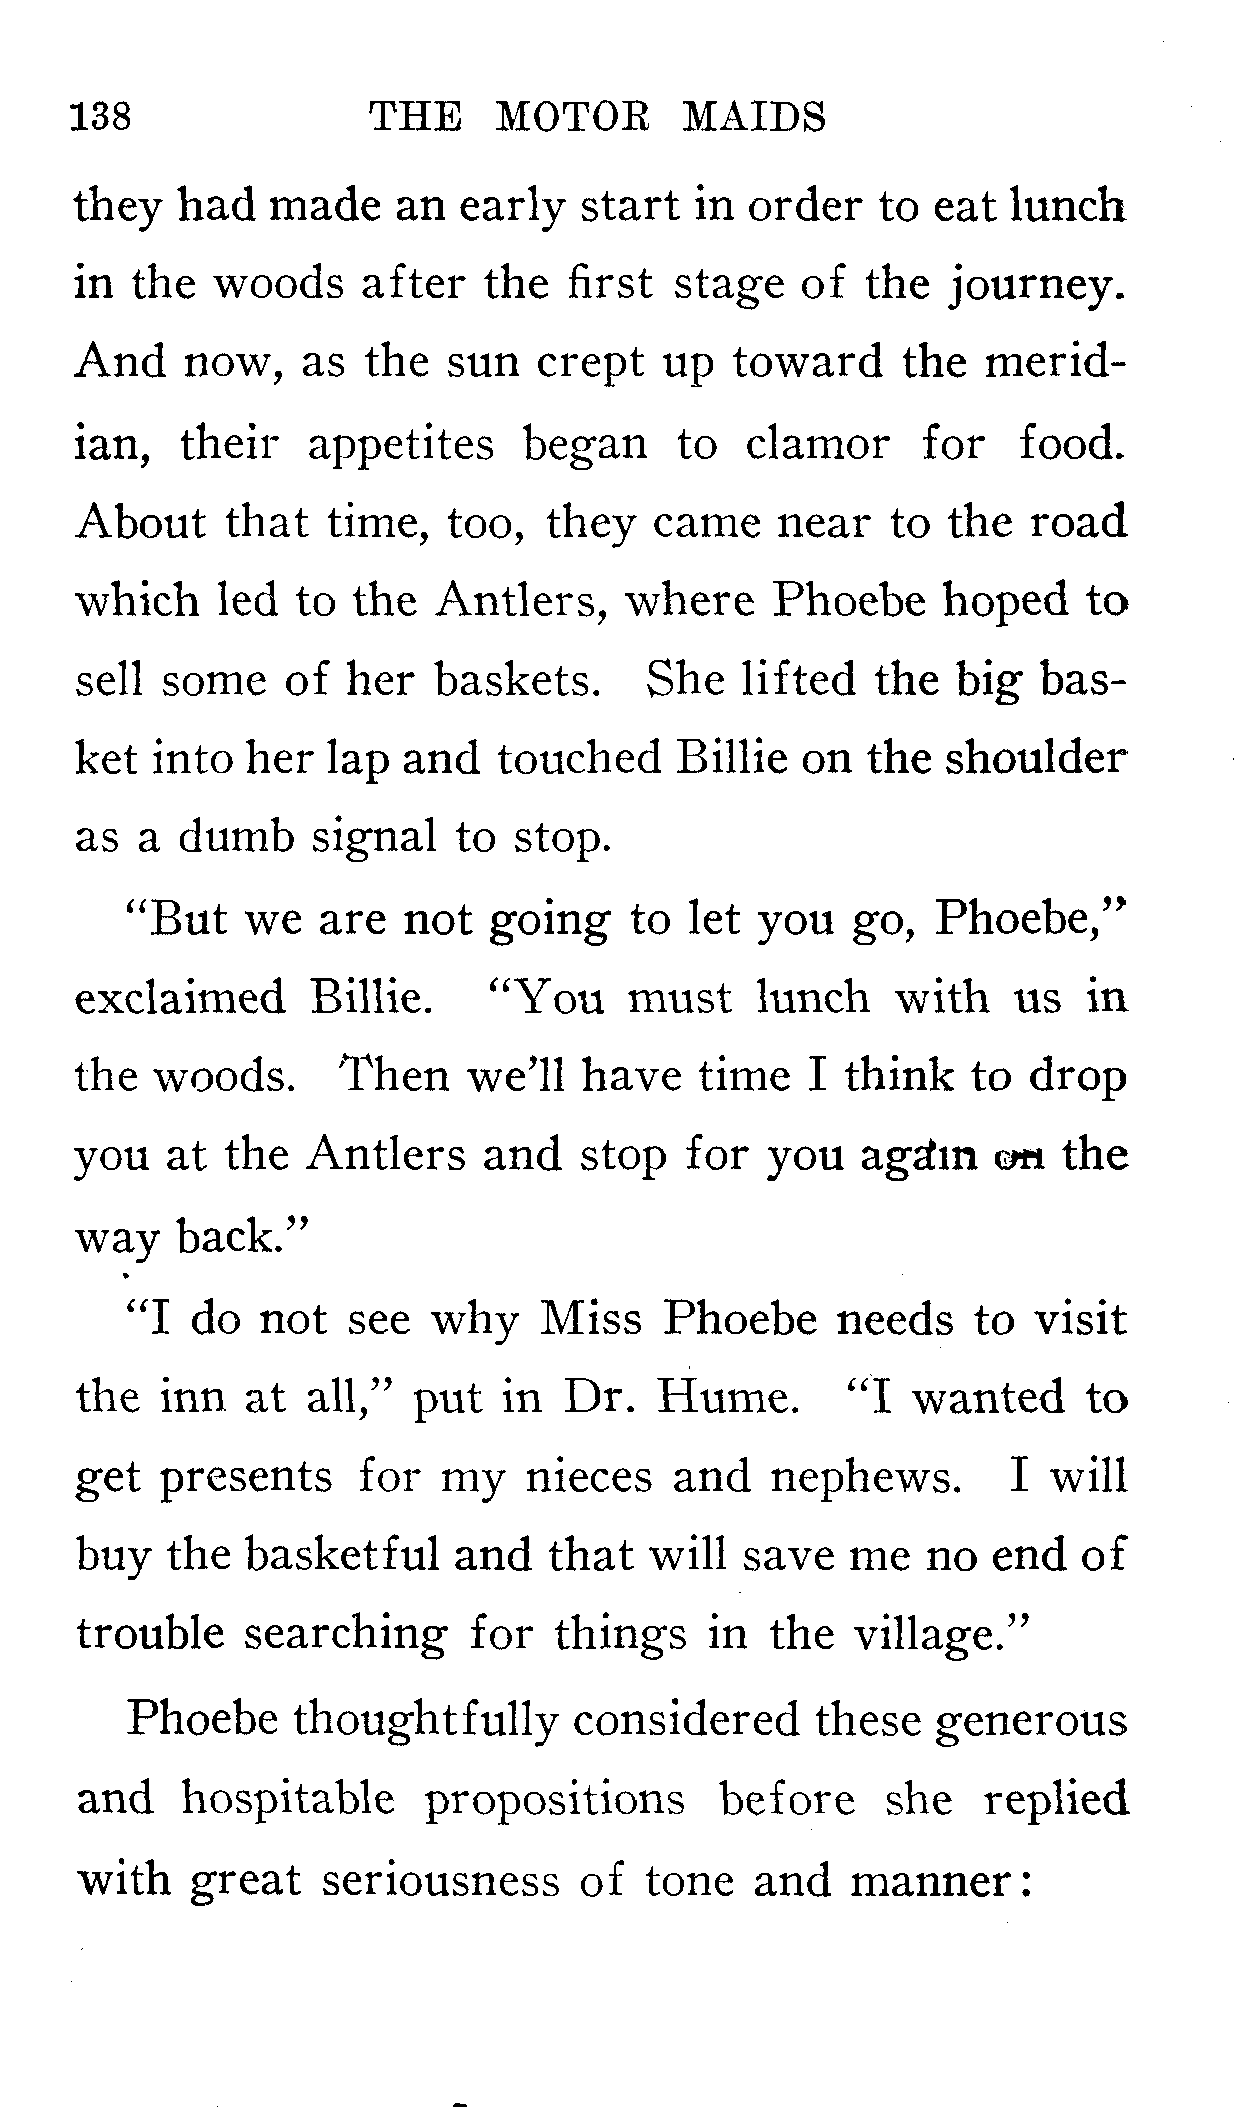 138 THE MOTOR MAIDS
they had made an early start in order to eat lunch
in the woods after the first stage of the journey.
And now, as the sun crept up toward the merid-
ian, their appetites began to clamor for food.
About that time, too, they came near to the road
which led to the Antlers, where Phoebe hoped to
sell some of her baskets. She lifted the big bas-
ket into her lap and touched Billie on the shoulder
as a dumb signal to stop.
“But we are not going to let you go, Phoebe,”
exclaimed Billie. “You must lunch with us in
the woods. Then we’ll have time I think to drop
you at the Antlers and stop for you again on the
way back.”
“I do not see why Miss Phoebe needs to visit
the inn at all,” put in Dr. Hume. “I wanted to
get presents for my nieces and nephews. I will
buy the basketful and that will save me no end of
trouble searching for things in the village.”
Phoebe thoughtfully considered these generous
and hospitable propositions before she replied
with great seriousness of tone and manner: